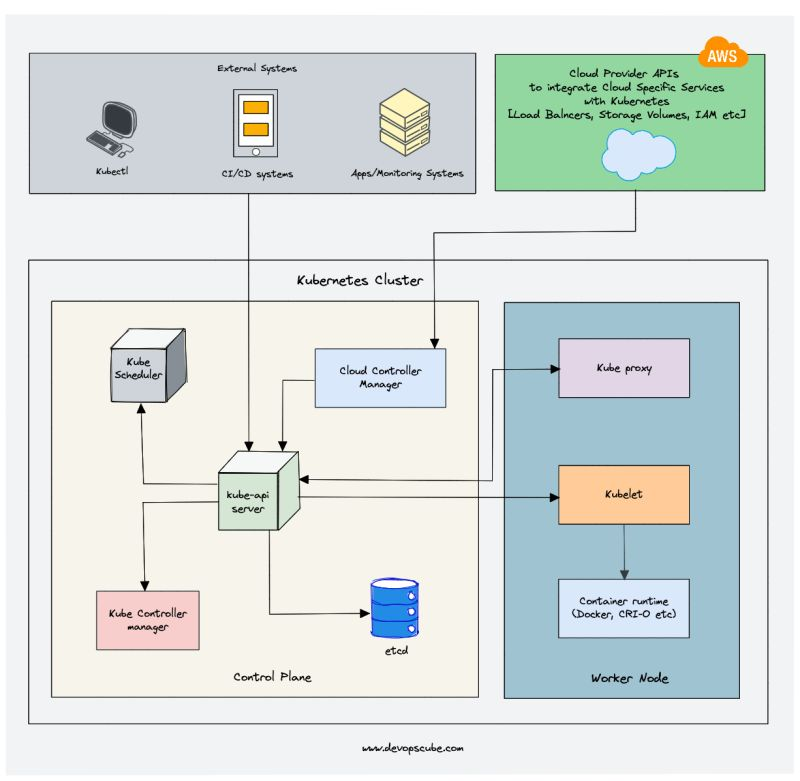 AWS
External Systems
Kubectl
CI/CD systems
Apps/Monitoring Systems
Cloud Provider APIs
to integrate Cloud Specific Services
with Kubernetes
[Load Balncers, Storage Volumes, IAM etc]
Kubernetes Cluster
Kube
Scheduler
Cloud Controller
Manager
kube-api
server
Kube Controller
manager
etcd
Control Plane
Kube proxy
Kubelet
Container runtime
(Docker, CRI-O etc)
Worker Node
www.devopscube.com